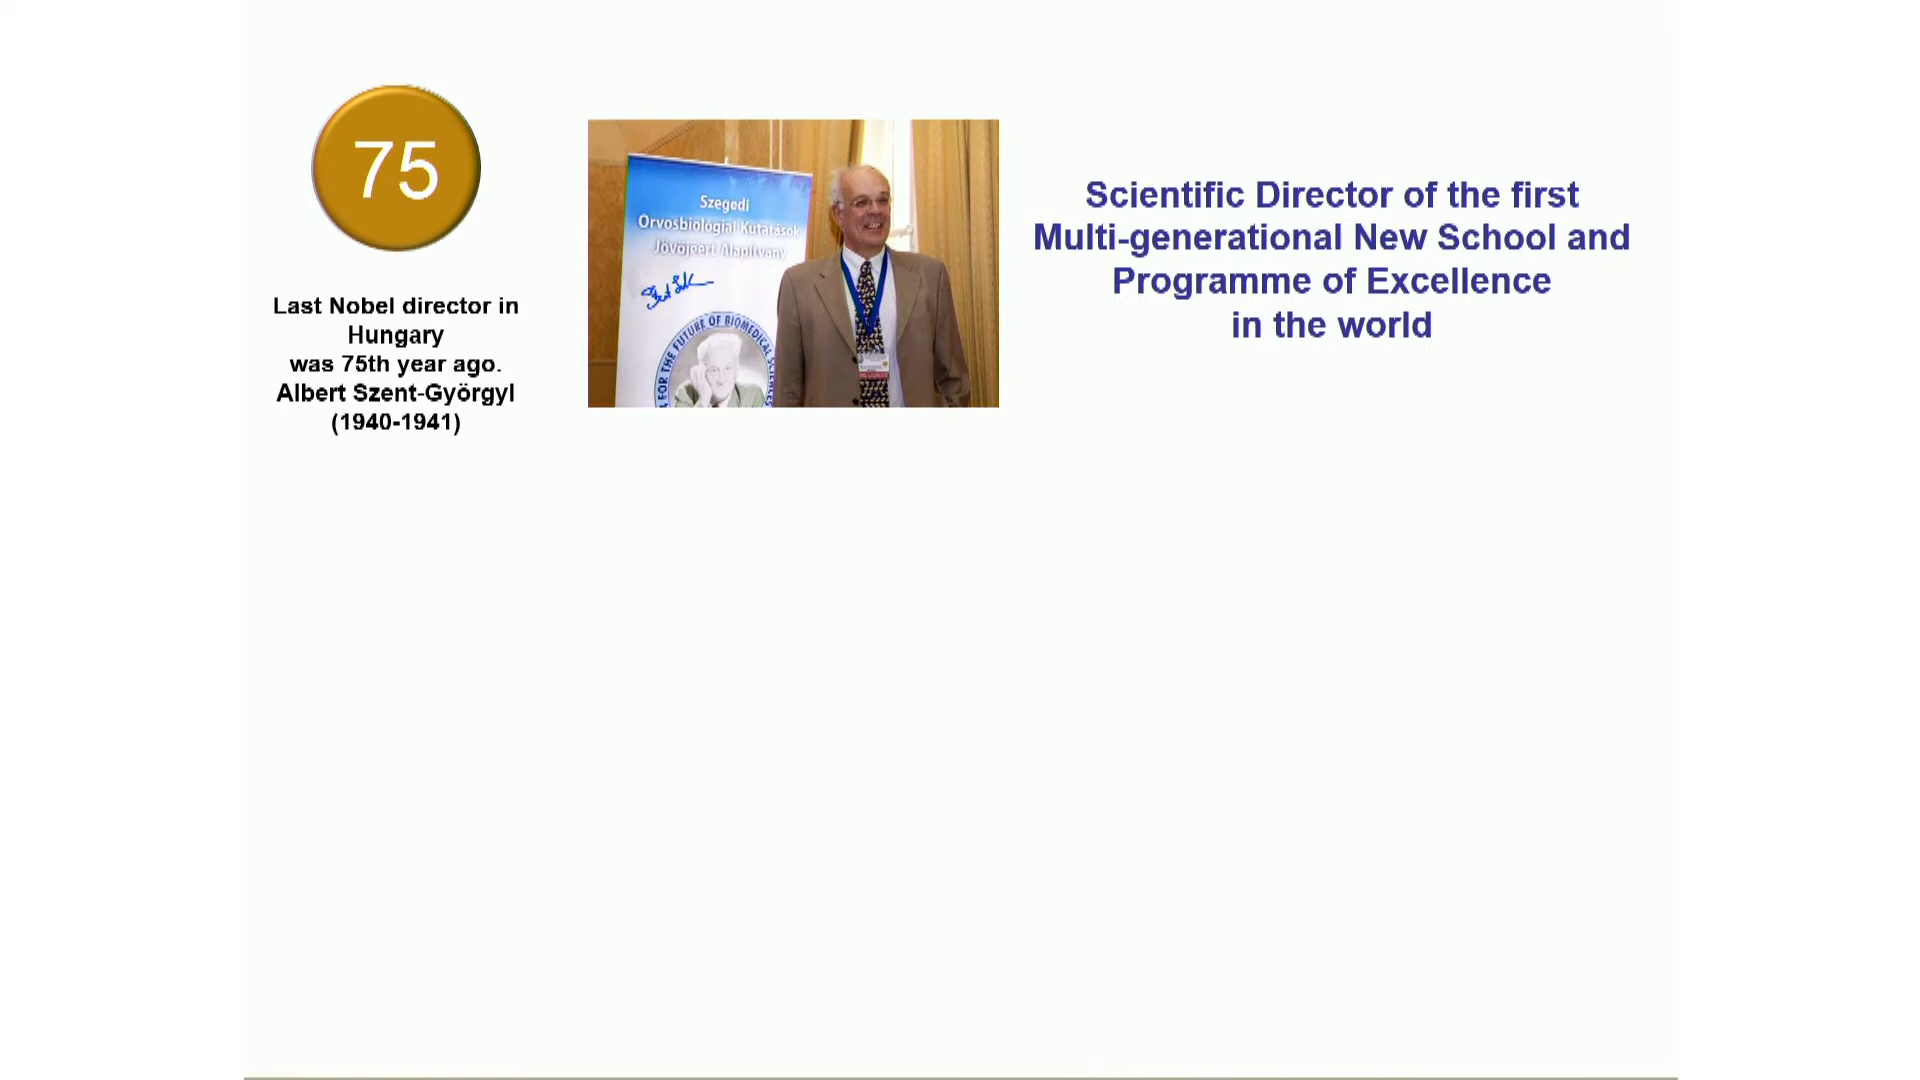 75
Last Nobel director in
Hungary
was 75th year ago.
Albert Szent-Györgyl
(1940-1941)
Szegedi
Orvosbiológiai Kutatások
Jövőjéért Alapítvány
FOR THE FUTURE OF BIOMEDICAL SCIENCES
Scientific Director of the first
Multi-generational New School and
Programme of Excellence
in the world